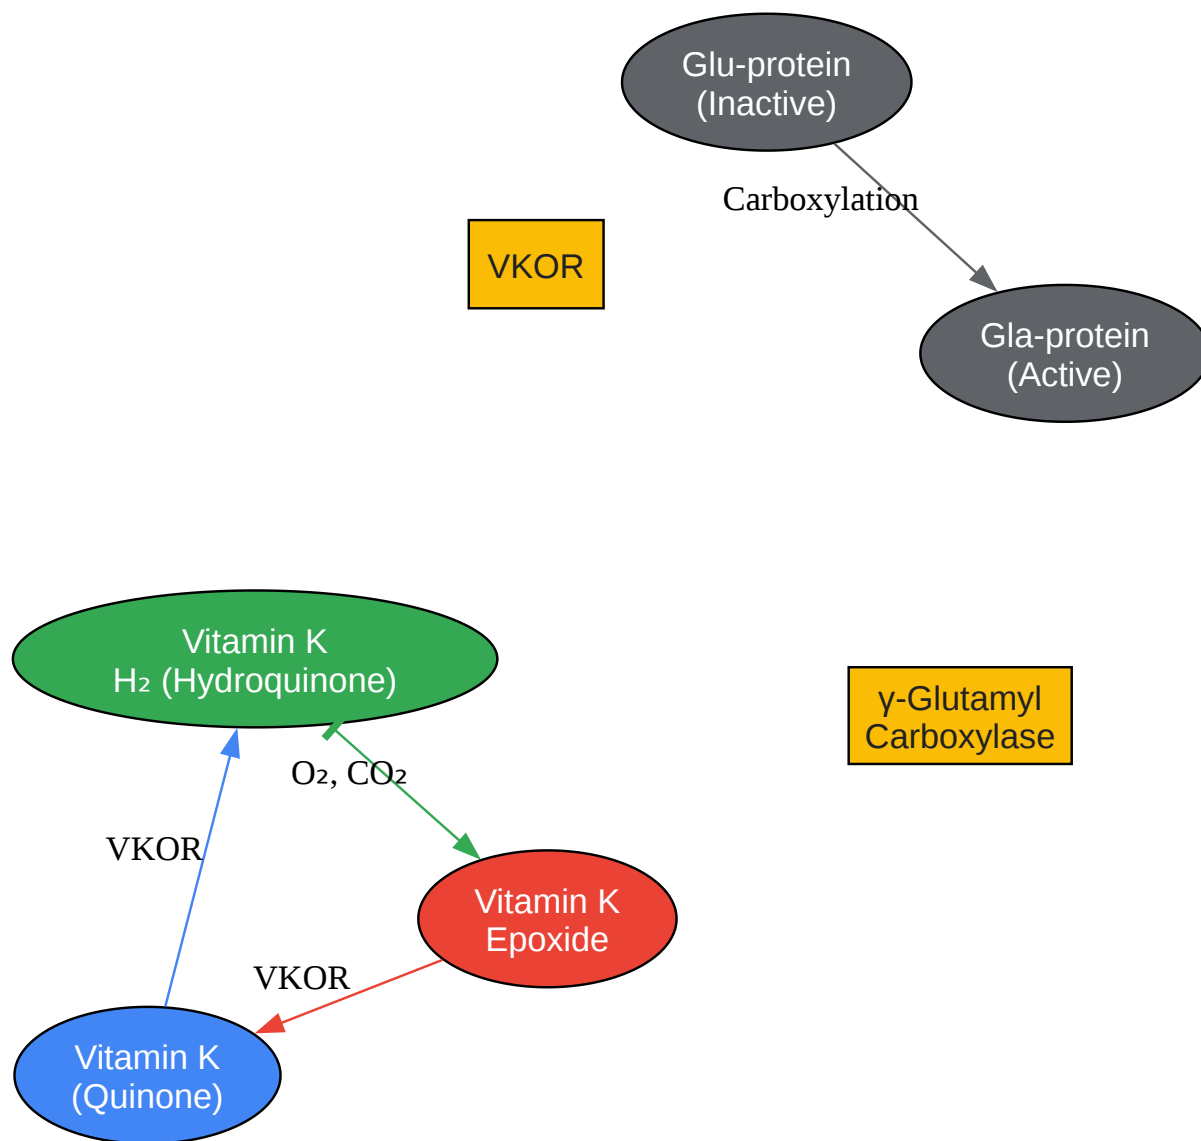 Glu-protein
(Inactive)
Carboxylation
VKOR
Gla-protein
(Active)
Vitamin K
H₂ (Hydroquinone)
γ-Glutamyl
Carboxylase
O₂, CO₂
VKOR
Vitamin K
Epoxide
VKOR
Vitamin K
(Quinone)